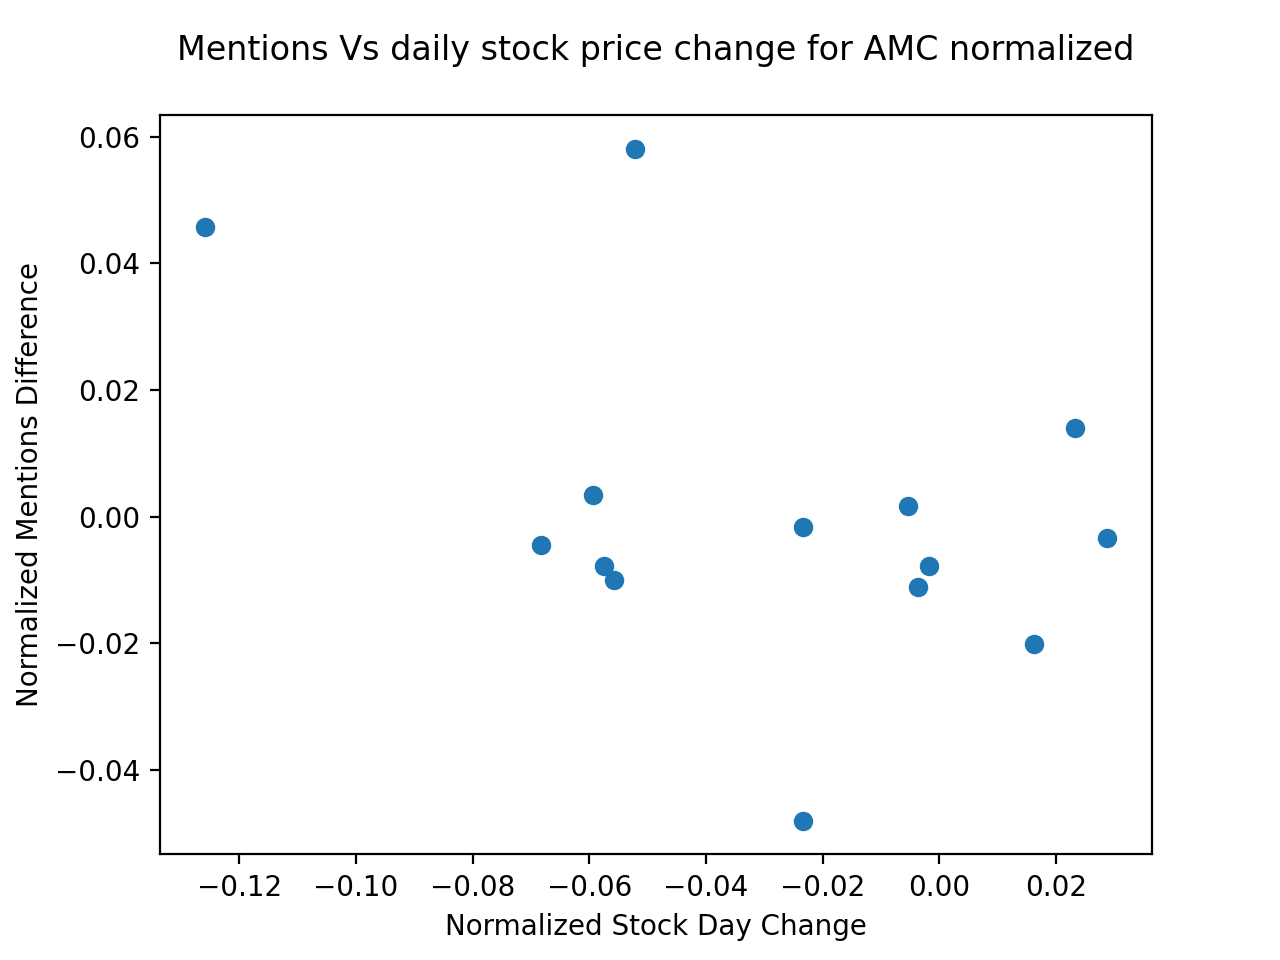 Mentions Vs daily stock price change for AMC normalized
0.06
0.04
0.02
0.00
−0.02
−0.04
Normalized Mentions Difference
−0.12 −0.10 −0.08 −0.06 −0.04 −0.02 0.00 0.02
Normalized Stock Day Change